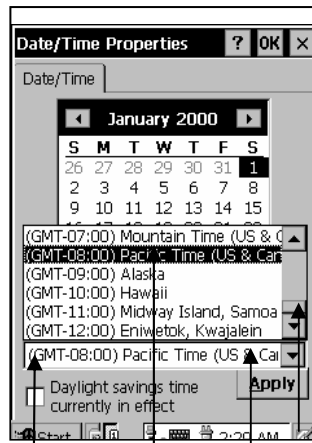 Date/Time Properties ? OK ×
Date/Time
January 2000
S M T W T F S
26 27 28 29 30 31 1
2 3 4 5 6 7 8
9 10 11 12 13 14 15
(GMT-07:00) Mountain Time (US & C
(GMT-08:00) Pacific Time (US & Can
(GMT-09:00) Alaska
(GMT-10:00) Hawaii
(GMT-11:00) Midway Island, Samoa
(GMT-12:00) Eniwetok, Kwajalein
(GMT-08:00) Pacific Time (US & Ca
Daylight savings time
currently in effect
Apply
Start AM